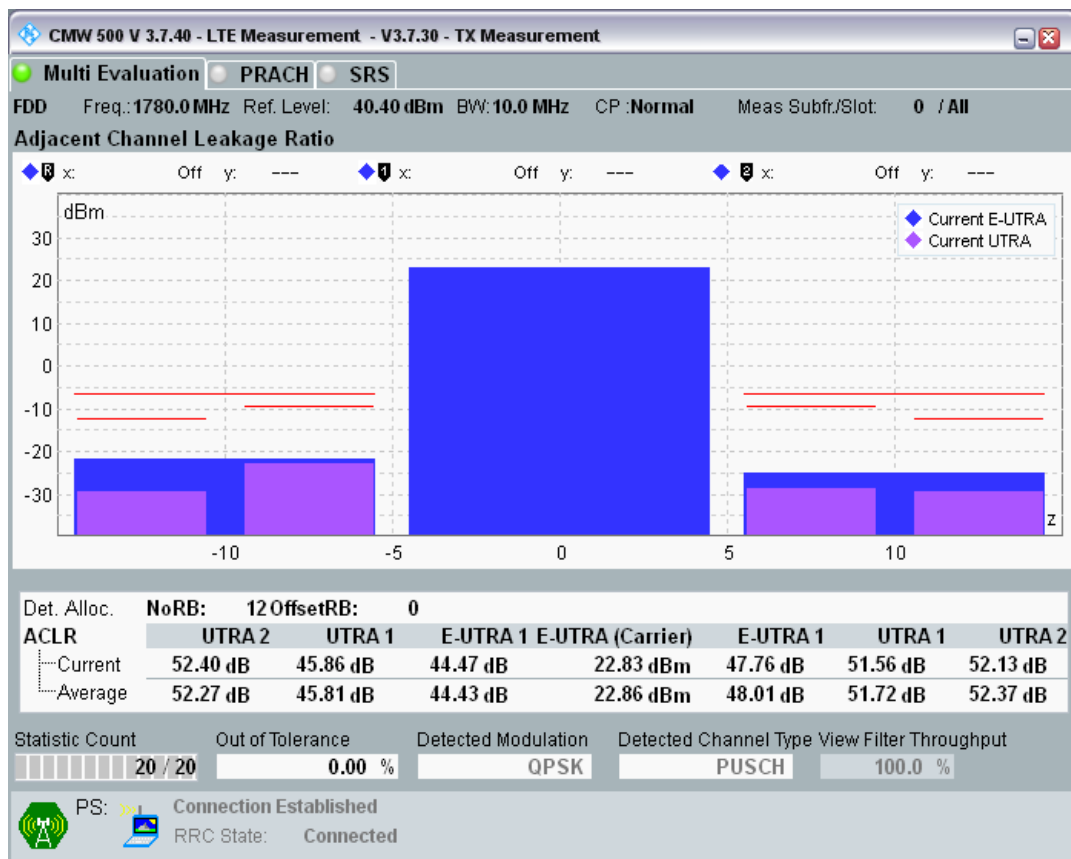 CMW 500 V 3.7.40 - LTE Measurement - V3.7.30 - TX Measurement
Multi Evaluation PRACH SRS
FDD Freq.:1780.0 MHz Ref. Level: 40.40 dBm BW:10.0 MHz CP :Normal Meas Subfr./Slot: 0 / All
Adjacent Channel Leakage Ratio
R x: Off y: --- 1 x: Off y: --- 2 x: Off y: ---
dBm
Current E-UTRA
Current UTRA
30
20
10
0
-10
-20
-30
z
-10 -5 0 5 10
Det. Alloc. NoRB: 12 OffsetRB: 0
ACLR UTRA 2 UTRA 1 E-UTRA 1 E-UTRA (Carrier) E-UTRA 1 UTRA 1 UTRA 2
Current 52.40 dB 45.86 dB 44.47 dB 22.83 dBm 47.76 dB 51.56 dB 52.13 dB
Average 52.27 dB 45.81 dB 44.43 dB 22.86 dBm 48.01 dB 51.72 dB 52.37 dB
Statistic Count Out of Tolerance Detected Modulation Detected Channel Type View Filter Throughput
20 / 20 0.00 % QPSK PUSCH 100.0 %
PS: Connection Established
RRC State: Connected